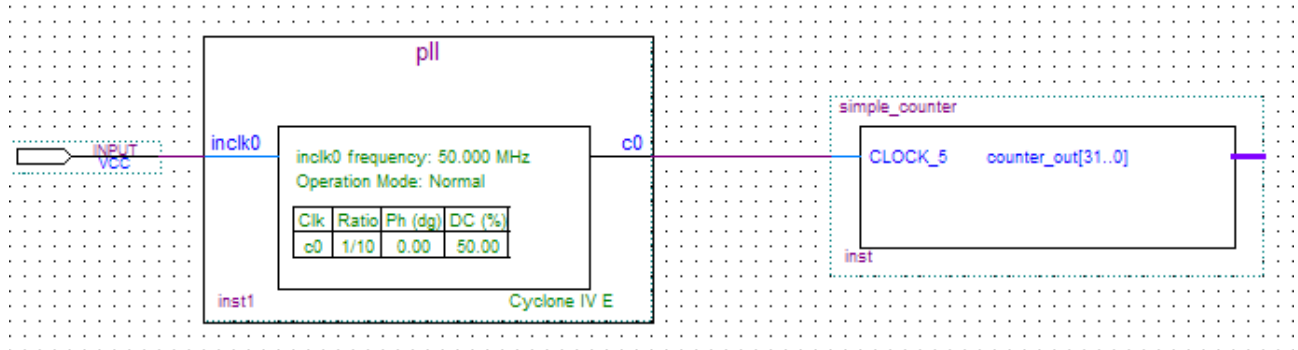 pll
simple_counter
INPUT
VCC
inclk0
c0
inclk0 frequency: 50.000 MHz
Operation Mode: Normal
Clk Ratio Ph (dg) DC (%)
c0 1/10 0.00 50.00
inst1
Cyclone IV E
CLOCK_5 counter_out[31..0]
inst